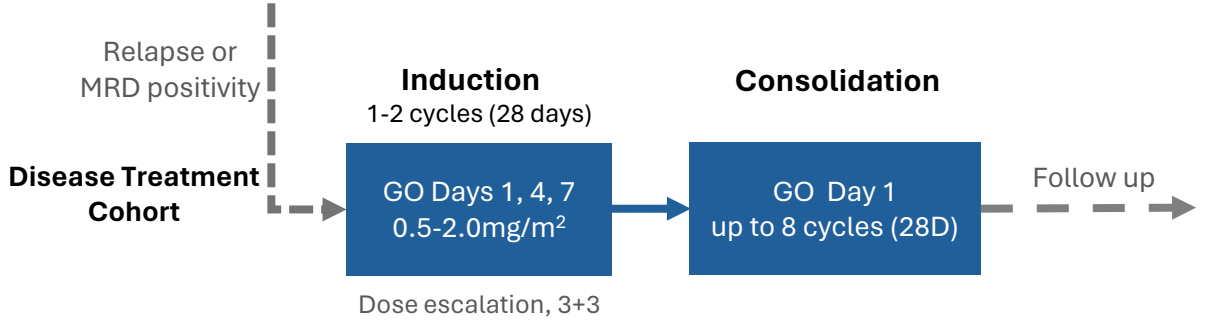 Relapse or
MRD positivity
Induction
1-2 cycles (28 days)
Consolidation
Disease Treatment
Cohort
GO Days 1, 4, 7
0.5-2.0mg/m²
GO  Day 1
up to 8 cycles (28D)
Follow up
Dose escalation, 3+3